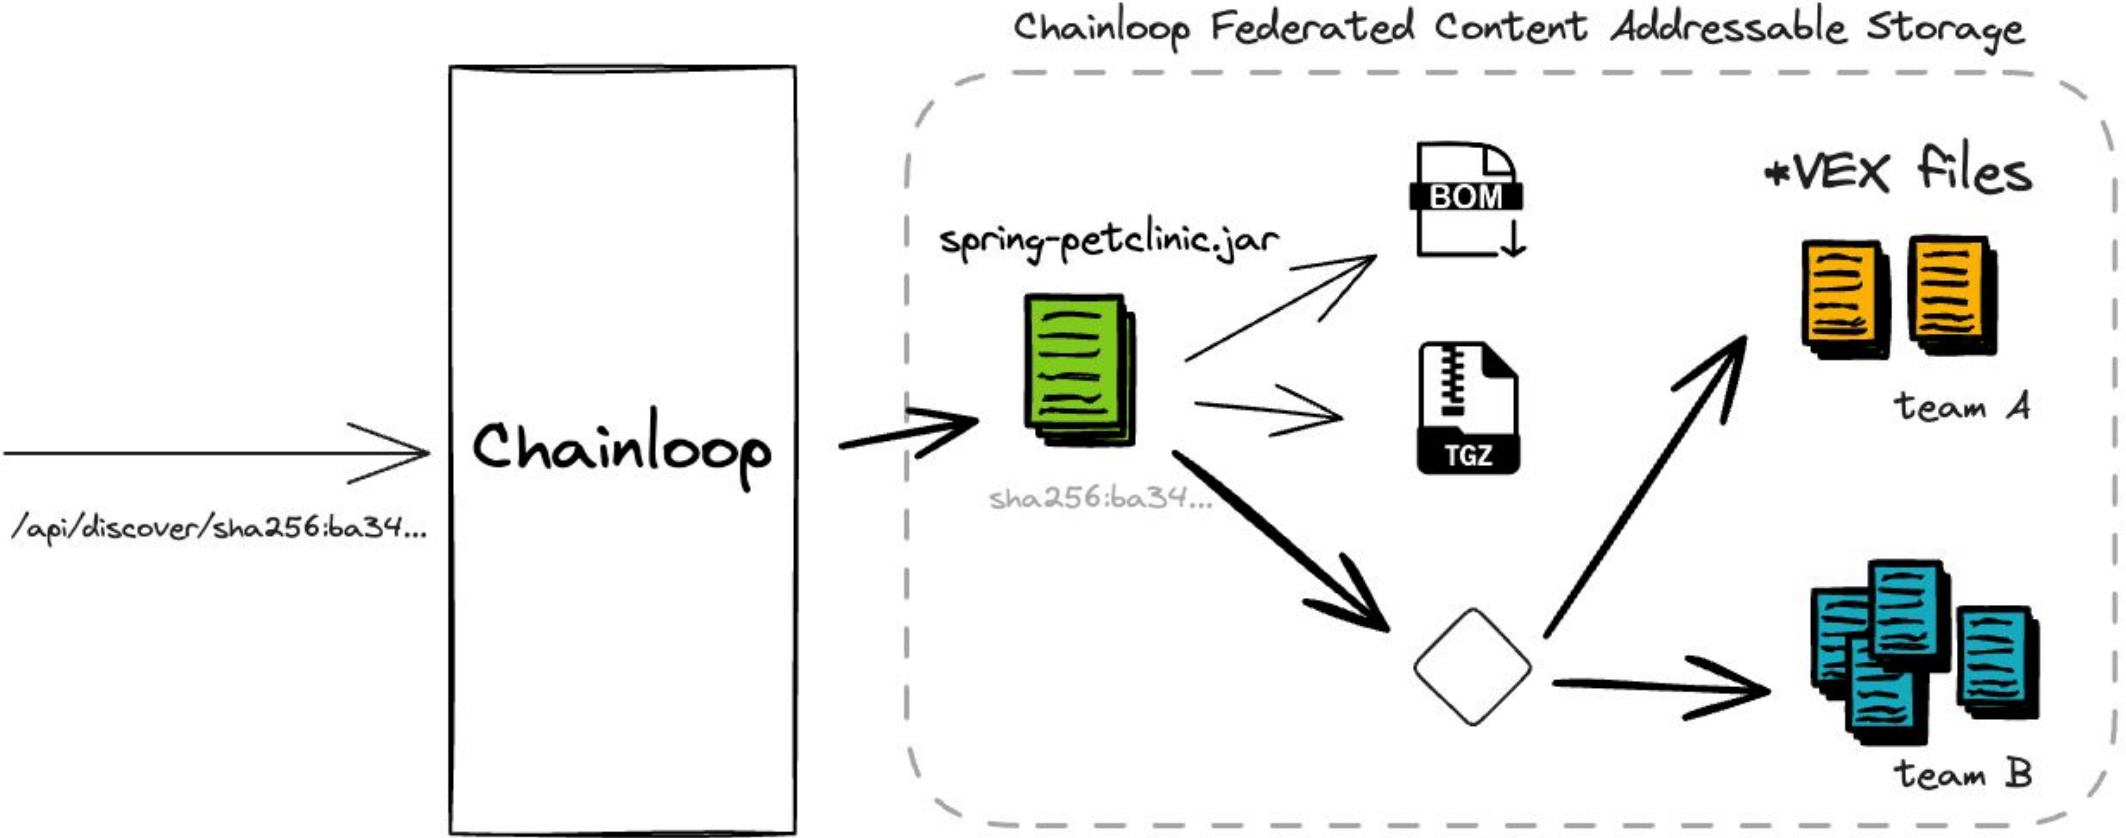 Chainloop Federated Content Addressable Storage
*VEX files
BOM
spring-petclinic.jar
team A
Chainloop
TGZ
sha256:ba34...
/api/discover/sha256:ba34...
team B